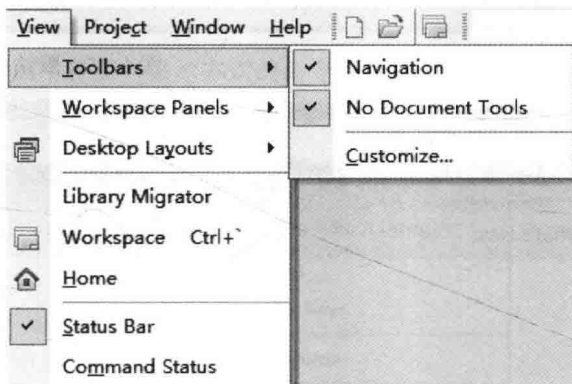 View Project Window Help
Toolbars
Workspace Panels
Desktop Layouts
Library Migrator
Workspace Ctrl+`
Home
Status Bar
Command Status
Navigation
No Document Tools
Customize...